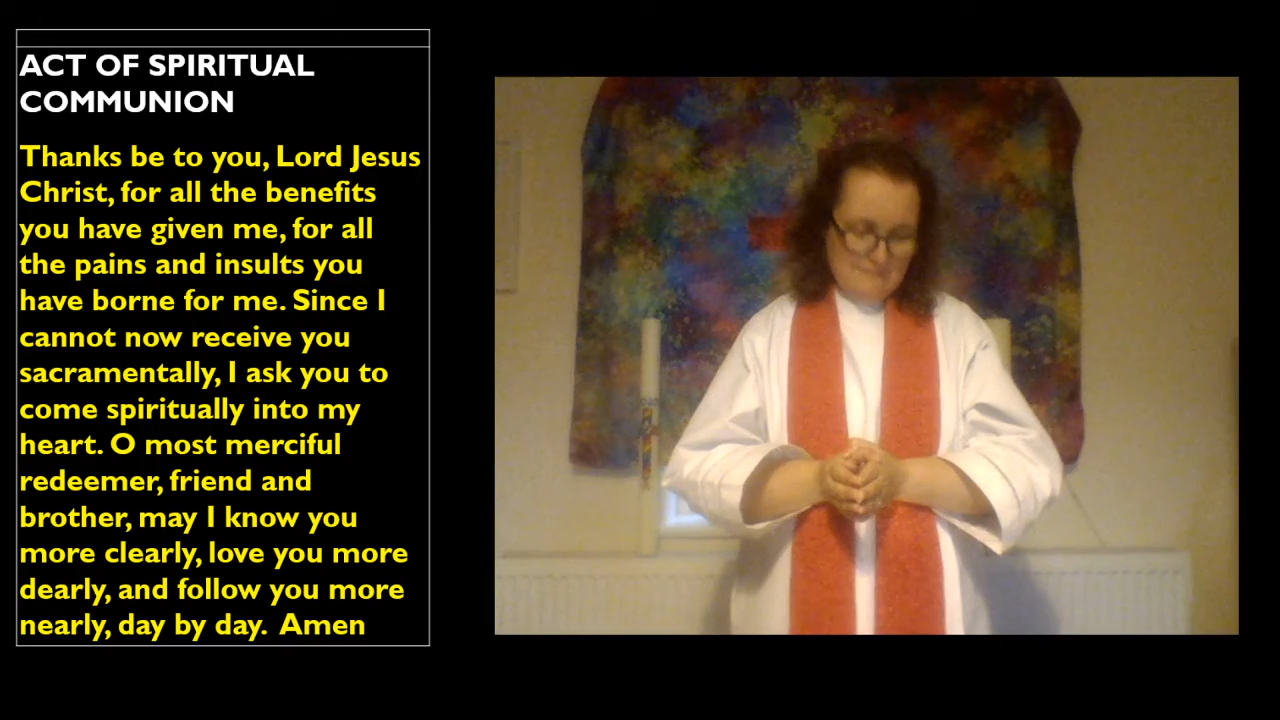 ACT OF SPIRITUAL
COMMUNION
Thanks be to you, Lord Jesus
Christ, for all the benefits
you have given me, for all
the pains and insults you
have borne for me. Since I
cannot now receive you
sacramentally, I ask you to
come spiritually into my
heart. O most merciful
redeemer, friend and
brother, may I know you
more clearly, love you more
dearly, and follow you more
nearly, day by day.  Amen